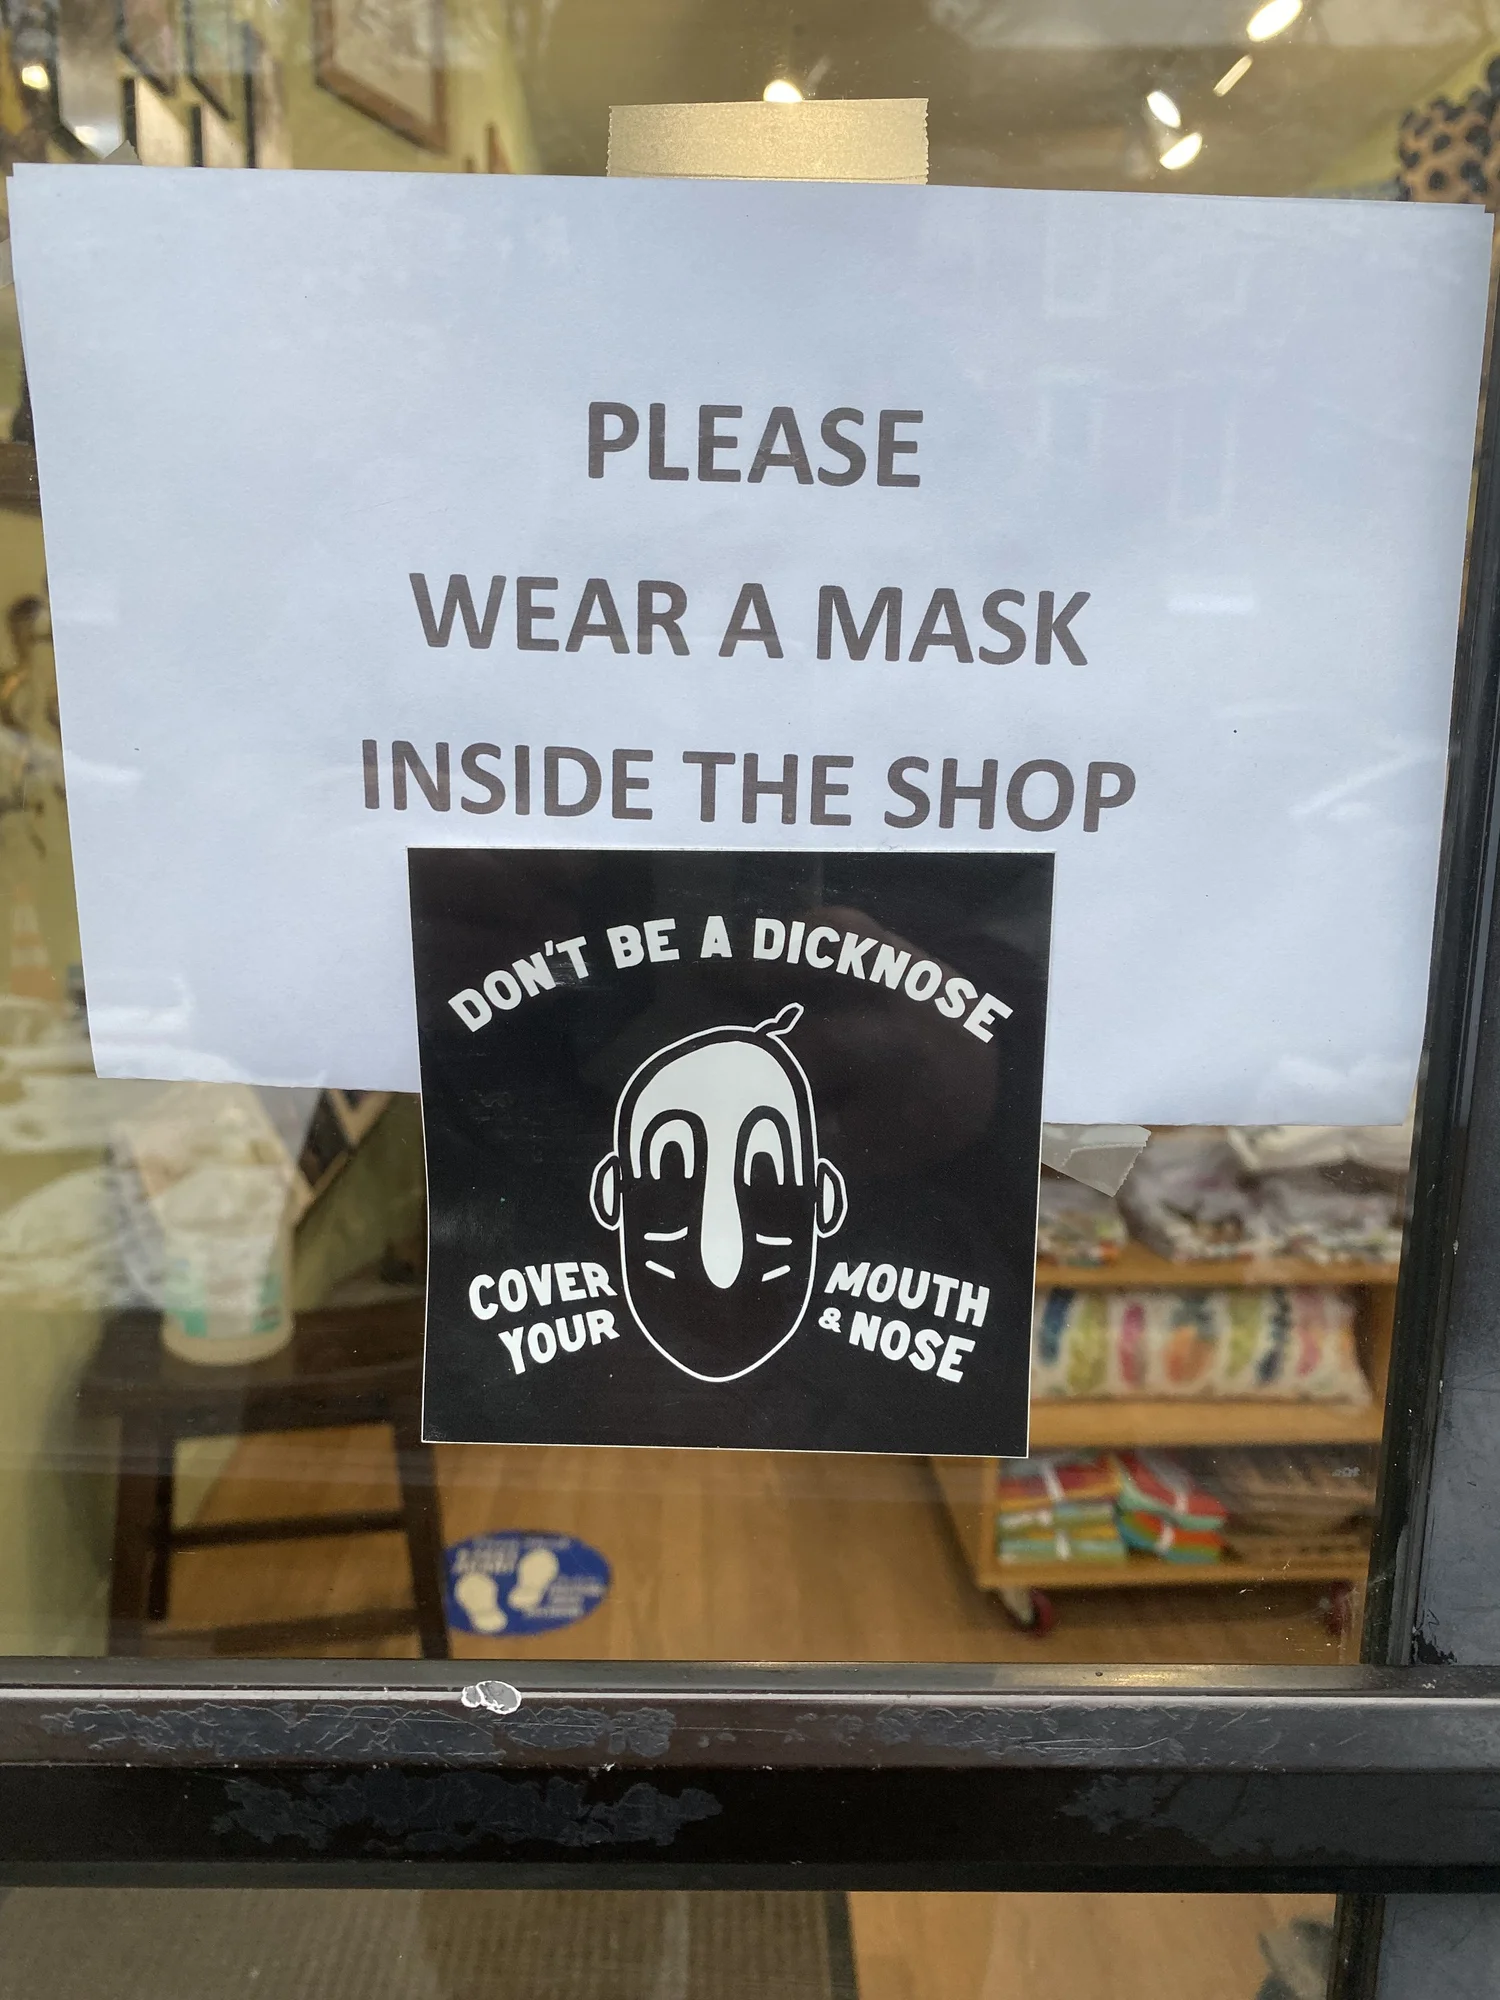 PLEASE
WEAR A MASK
INSIDE THE SHOP
DON'T BE A DICKNOSE
COVER
YOUR
MOUTH
& NOSE